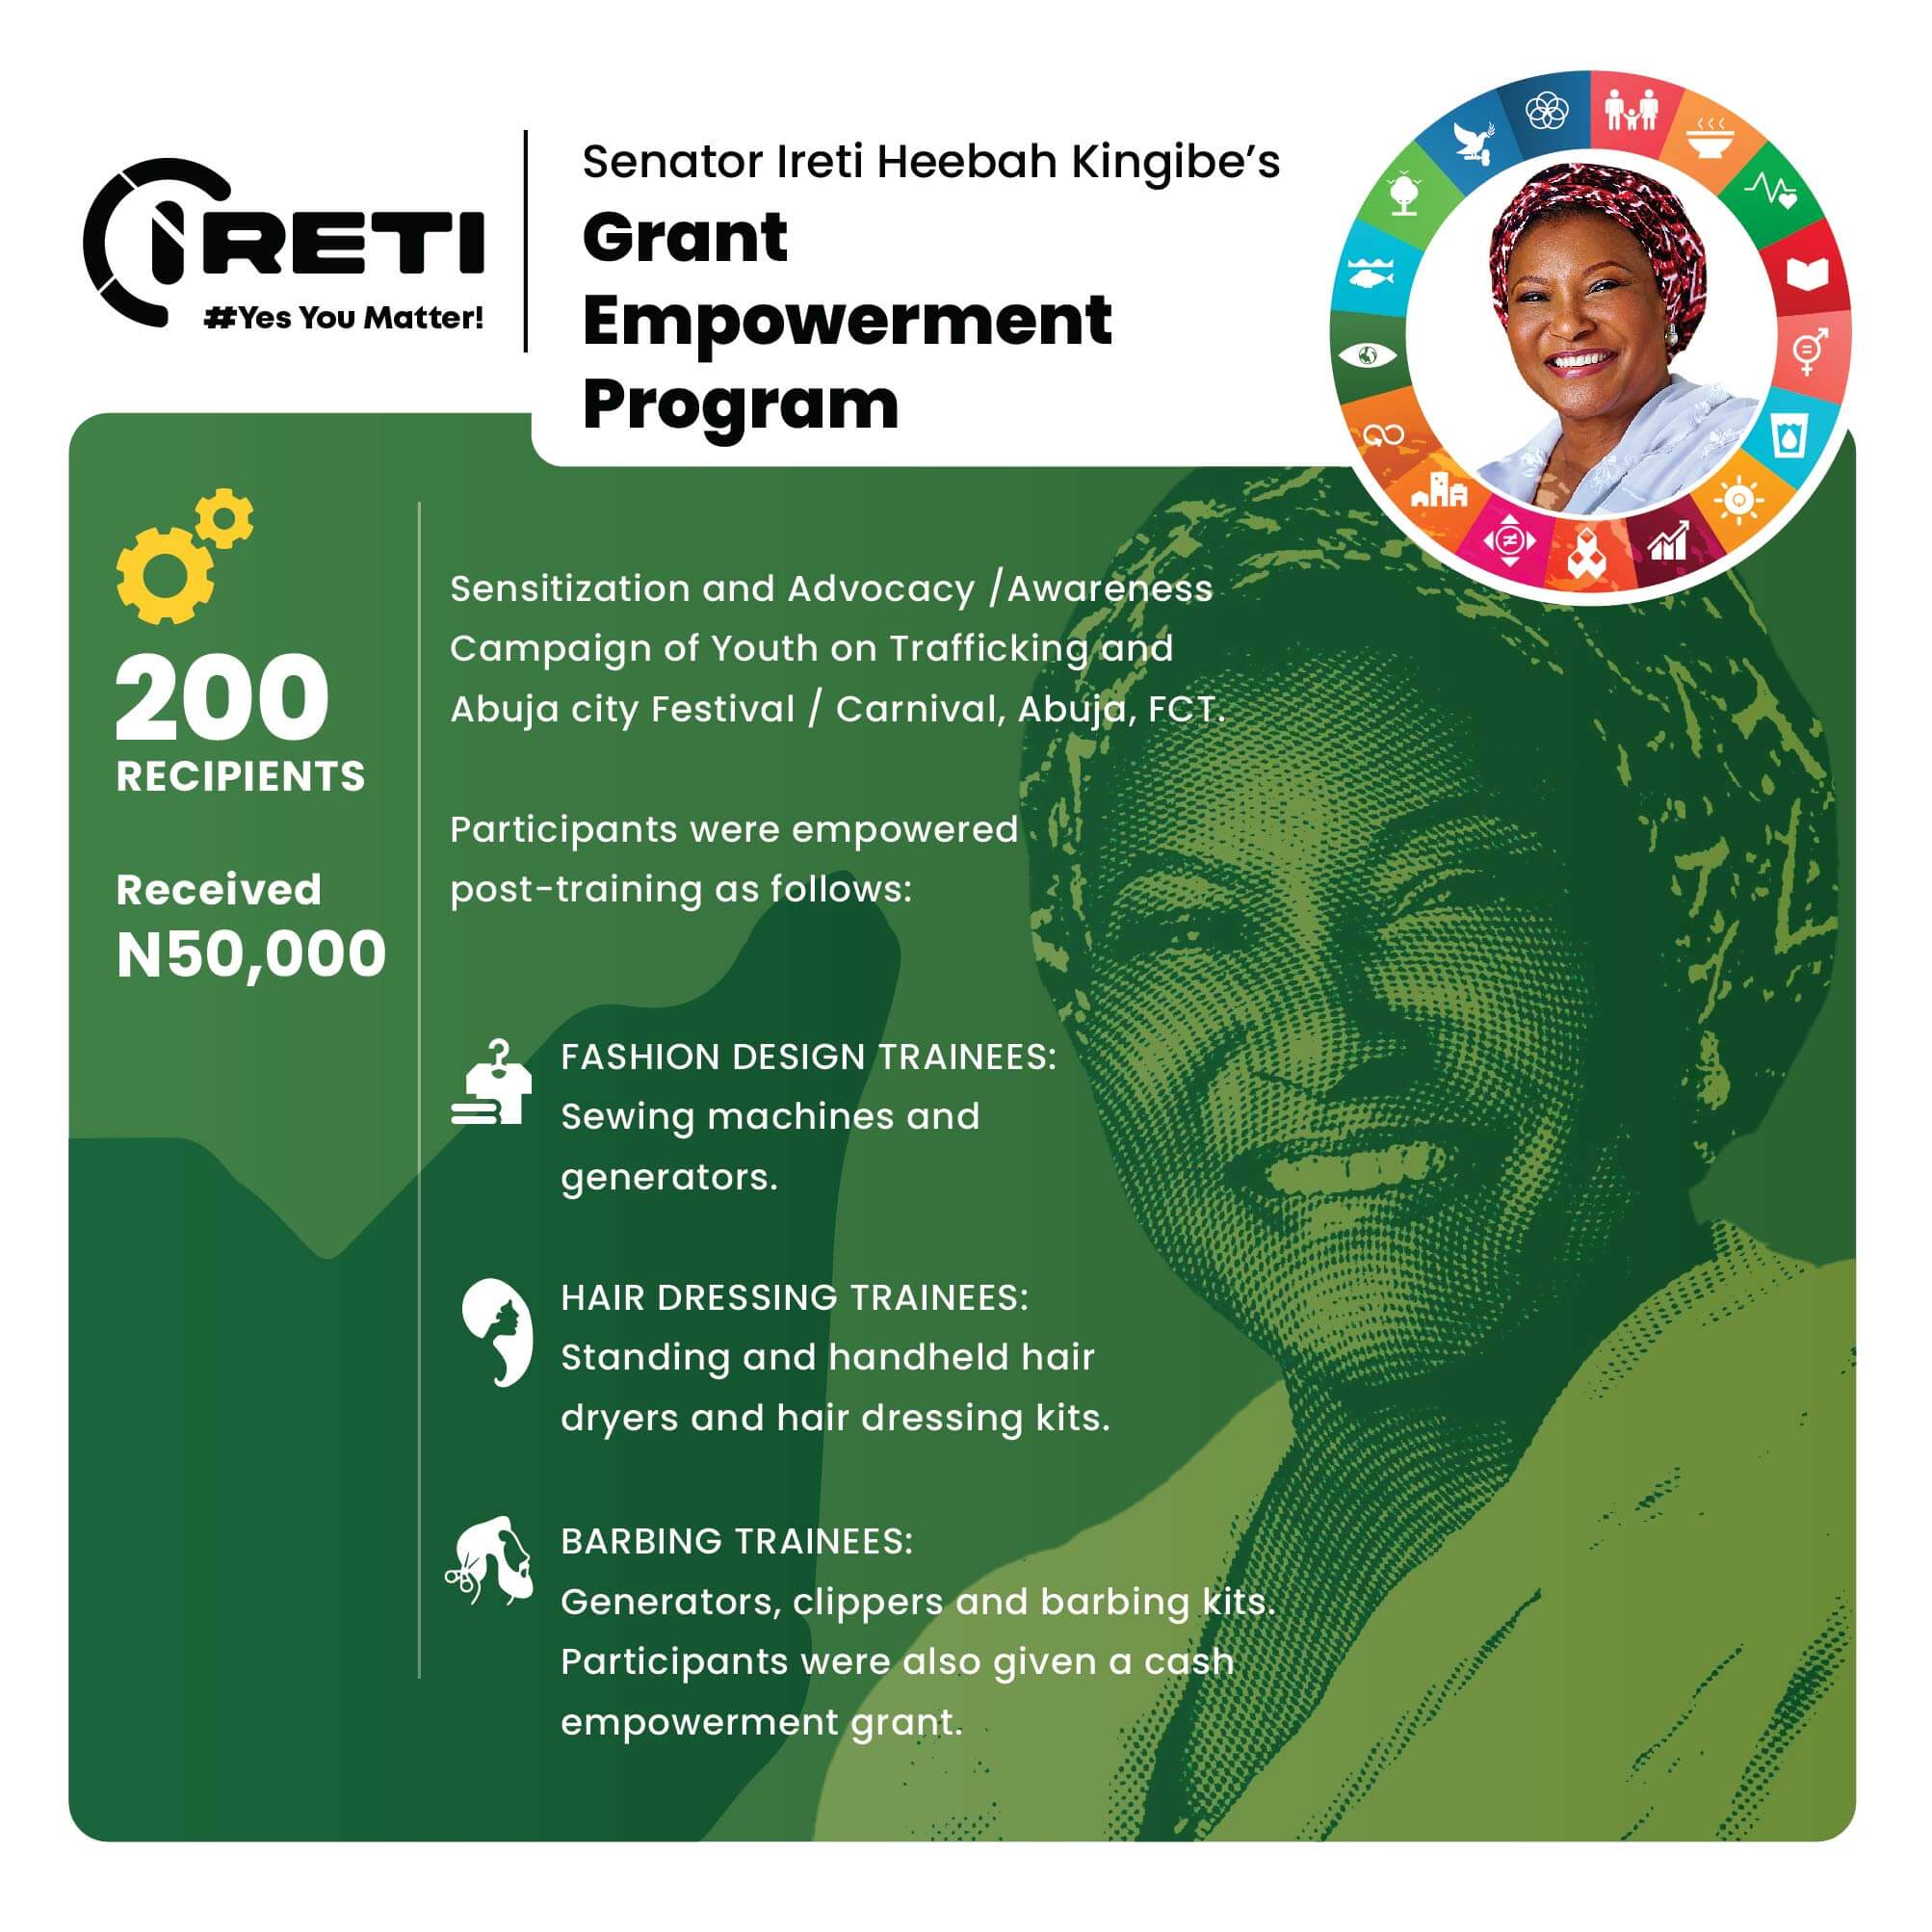 IRETI
#Yes You Matter!
Senator Ireti Heebah Kingibe’s
Grant
Empowerment
Program
200
RECIPIENTS
Received
N50,000
Sensitization and Advocacy /Awareness
Campaign of Youth on Trafficking and
Abuja city Festival / Carnival, Abuja, FCT.
Participants were empowered
post-training as follows:
FASHION DESIGN TRAINEES:
Sewing machines and
generators.
HAIR DRESSING TRAINEES:
Standing and handheld hair
dryers and hair dressing kits.
BARBING TRAINEES:
Generators, clippers and barbing kits.
Participants were also given a cash
empowerment grant.